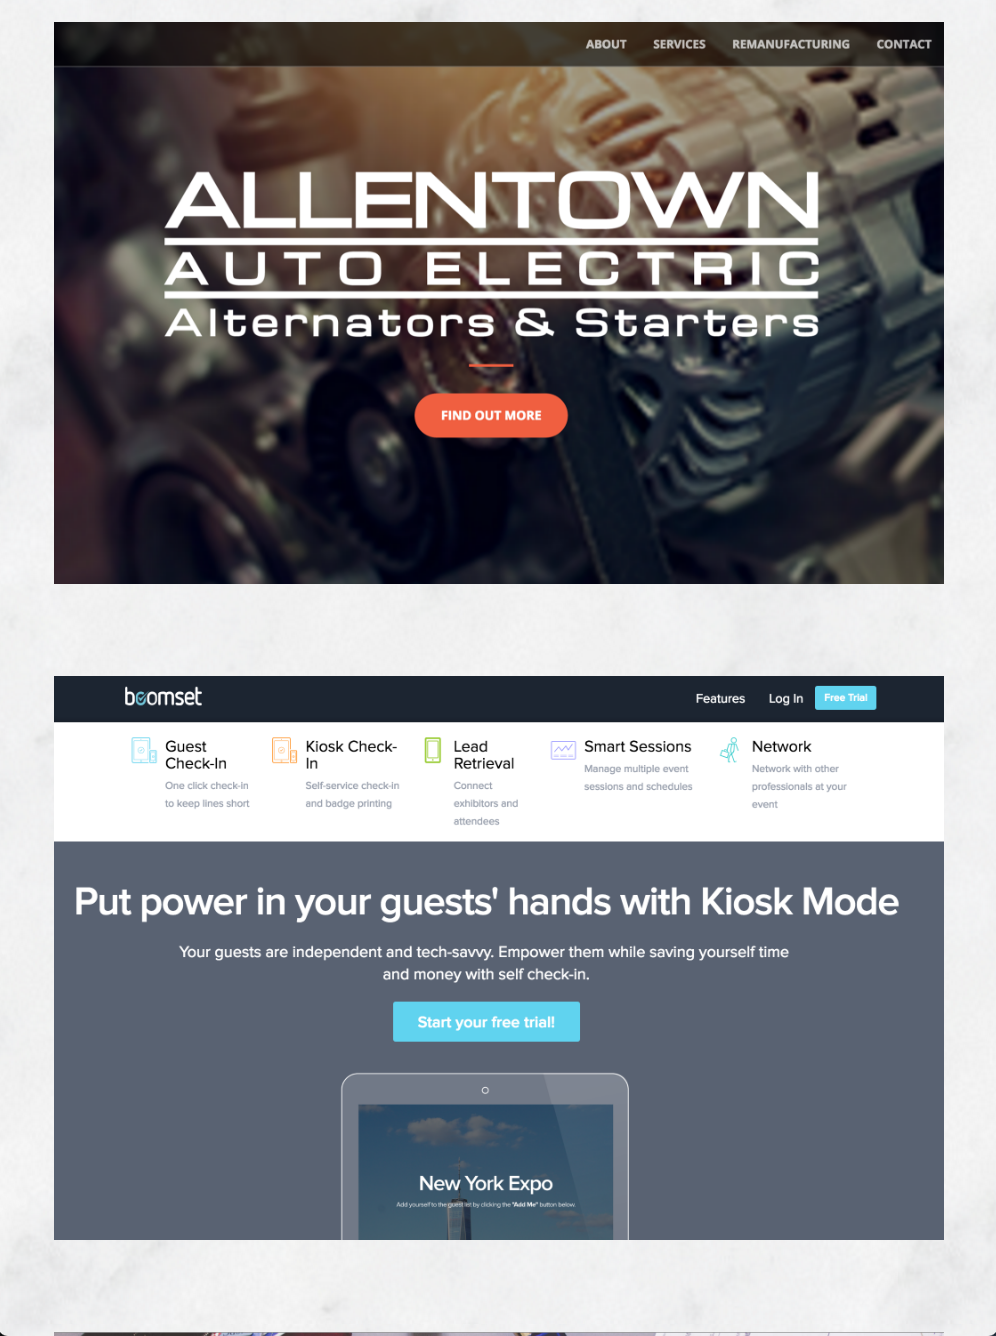 ABOUT SERVICES REMANUFACTURING CONTACT
ALLENTOWN
AUTO ELECTRIC
Alternators & Starters
FIND OUT MORE
boomset Features Log In Free Trial
Guest
Check-In
One click check-in
to keep lines short
Kiosk Check-
In
Self-service check-in
and badge printing
Lead
Retrieval
Connect
exhibitors and
attendees
Smart Sessions
Manage multiple event
sessions and schedules
Network
Network with other
professionals at your
event
Put power in your guests' hands with Kiosk Mode
Your guests are independent and tech-savvy. Empower them while saving yourself time
and money with self check-in.
Start your free trial!
New York Expo
Add yourself to the guest list by clicking the "Add Me" button below.